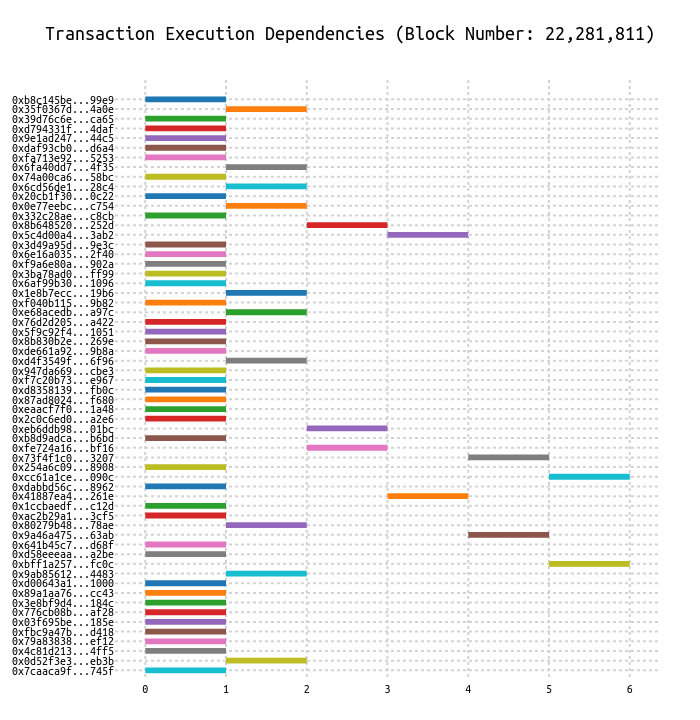 Transaction Execution Dependencies (Block Number: 22,281,811)
0xb8c145be...99e9
0x35f0367d...4a0e
0x39d76c6e...ca65
0xd794331f...4daf
0x9e1ad247...44c5
0xdaf93cb0...d6a4
0xfa713e92...5253
0x6fa40dd7...4f35
0x74a00ca6...58bc
0x6cd56de1...28c4
0x20cb1f30...0c22
0x0e77eebc...c754
0x332c28ae...c8cb
0x8b648520...252d
0x5c4d00a4...3ab2
0x3d49a95d...9e3c
0x6e16a035...2f40
0xf9a6e80a...902a
0x3ba78ad0...ff99
0x6af99b30...1096
0x1e8b7ecc...19b6
0xf040b115...9b82
0xe68acedb...a97c
0x76d2d205...a422
0x5f9c92f4...1051
0x8b830b2e...269e
0xde661a92...9b8a
0xd4f3549f...6f96
0x947da669...cbe3
0xf7c20b73...e967
0xd8358139...fb0c
0x87ad8024...f680
0xeaacf7f0...1a48
0x2c0c6ed0...a2e6
0xeb6ddb98...01bc
0xb8d9adca...b6bd
0xfe724a16...bf16
0x73f4f1c0...3207
0x254a6c09...8908
0xcc61a1ce...090c
0xdabbd56c...8962
0x41887ea4...261e
0x1ccbaedf...c12d
0xac2b29a1...3cf5
0x80279b48...78ae
0x9a46a475...63ab
0x641b45c7...d68f
0xd58eeeaa...a2be
0xbff1a257...fc0c
0x9ab85612...4483
0xd00643a1...1000
0x89a1aa76...cc43
0x3e8bf9d4...184c
0x776cb08b...af28
0x03f695be...185e
0xfbc9a47b...d418
0x79a83838...ef12
0x4c81d213...4ff5
0x0d52f3e3...eb3b
0x7caaca9f...745f
0 1 2 3 4 5 6